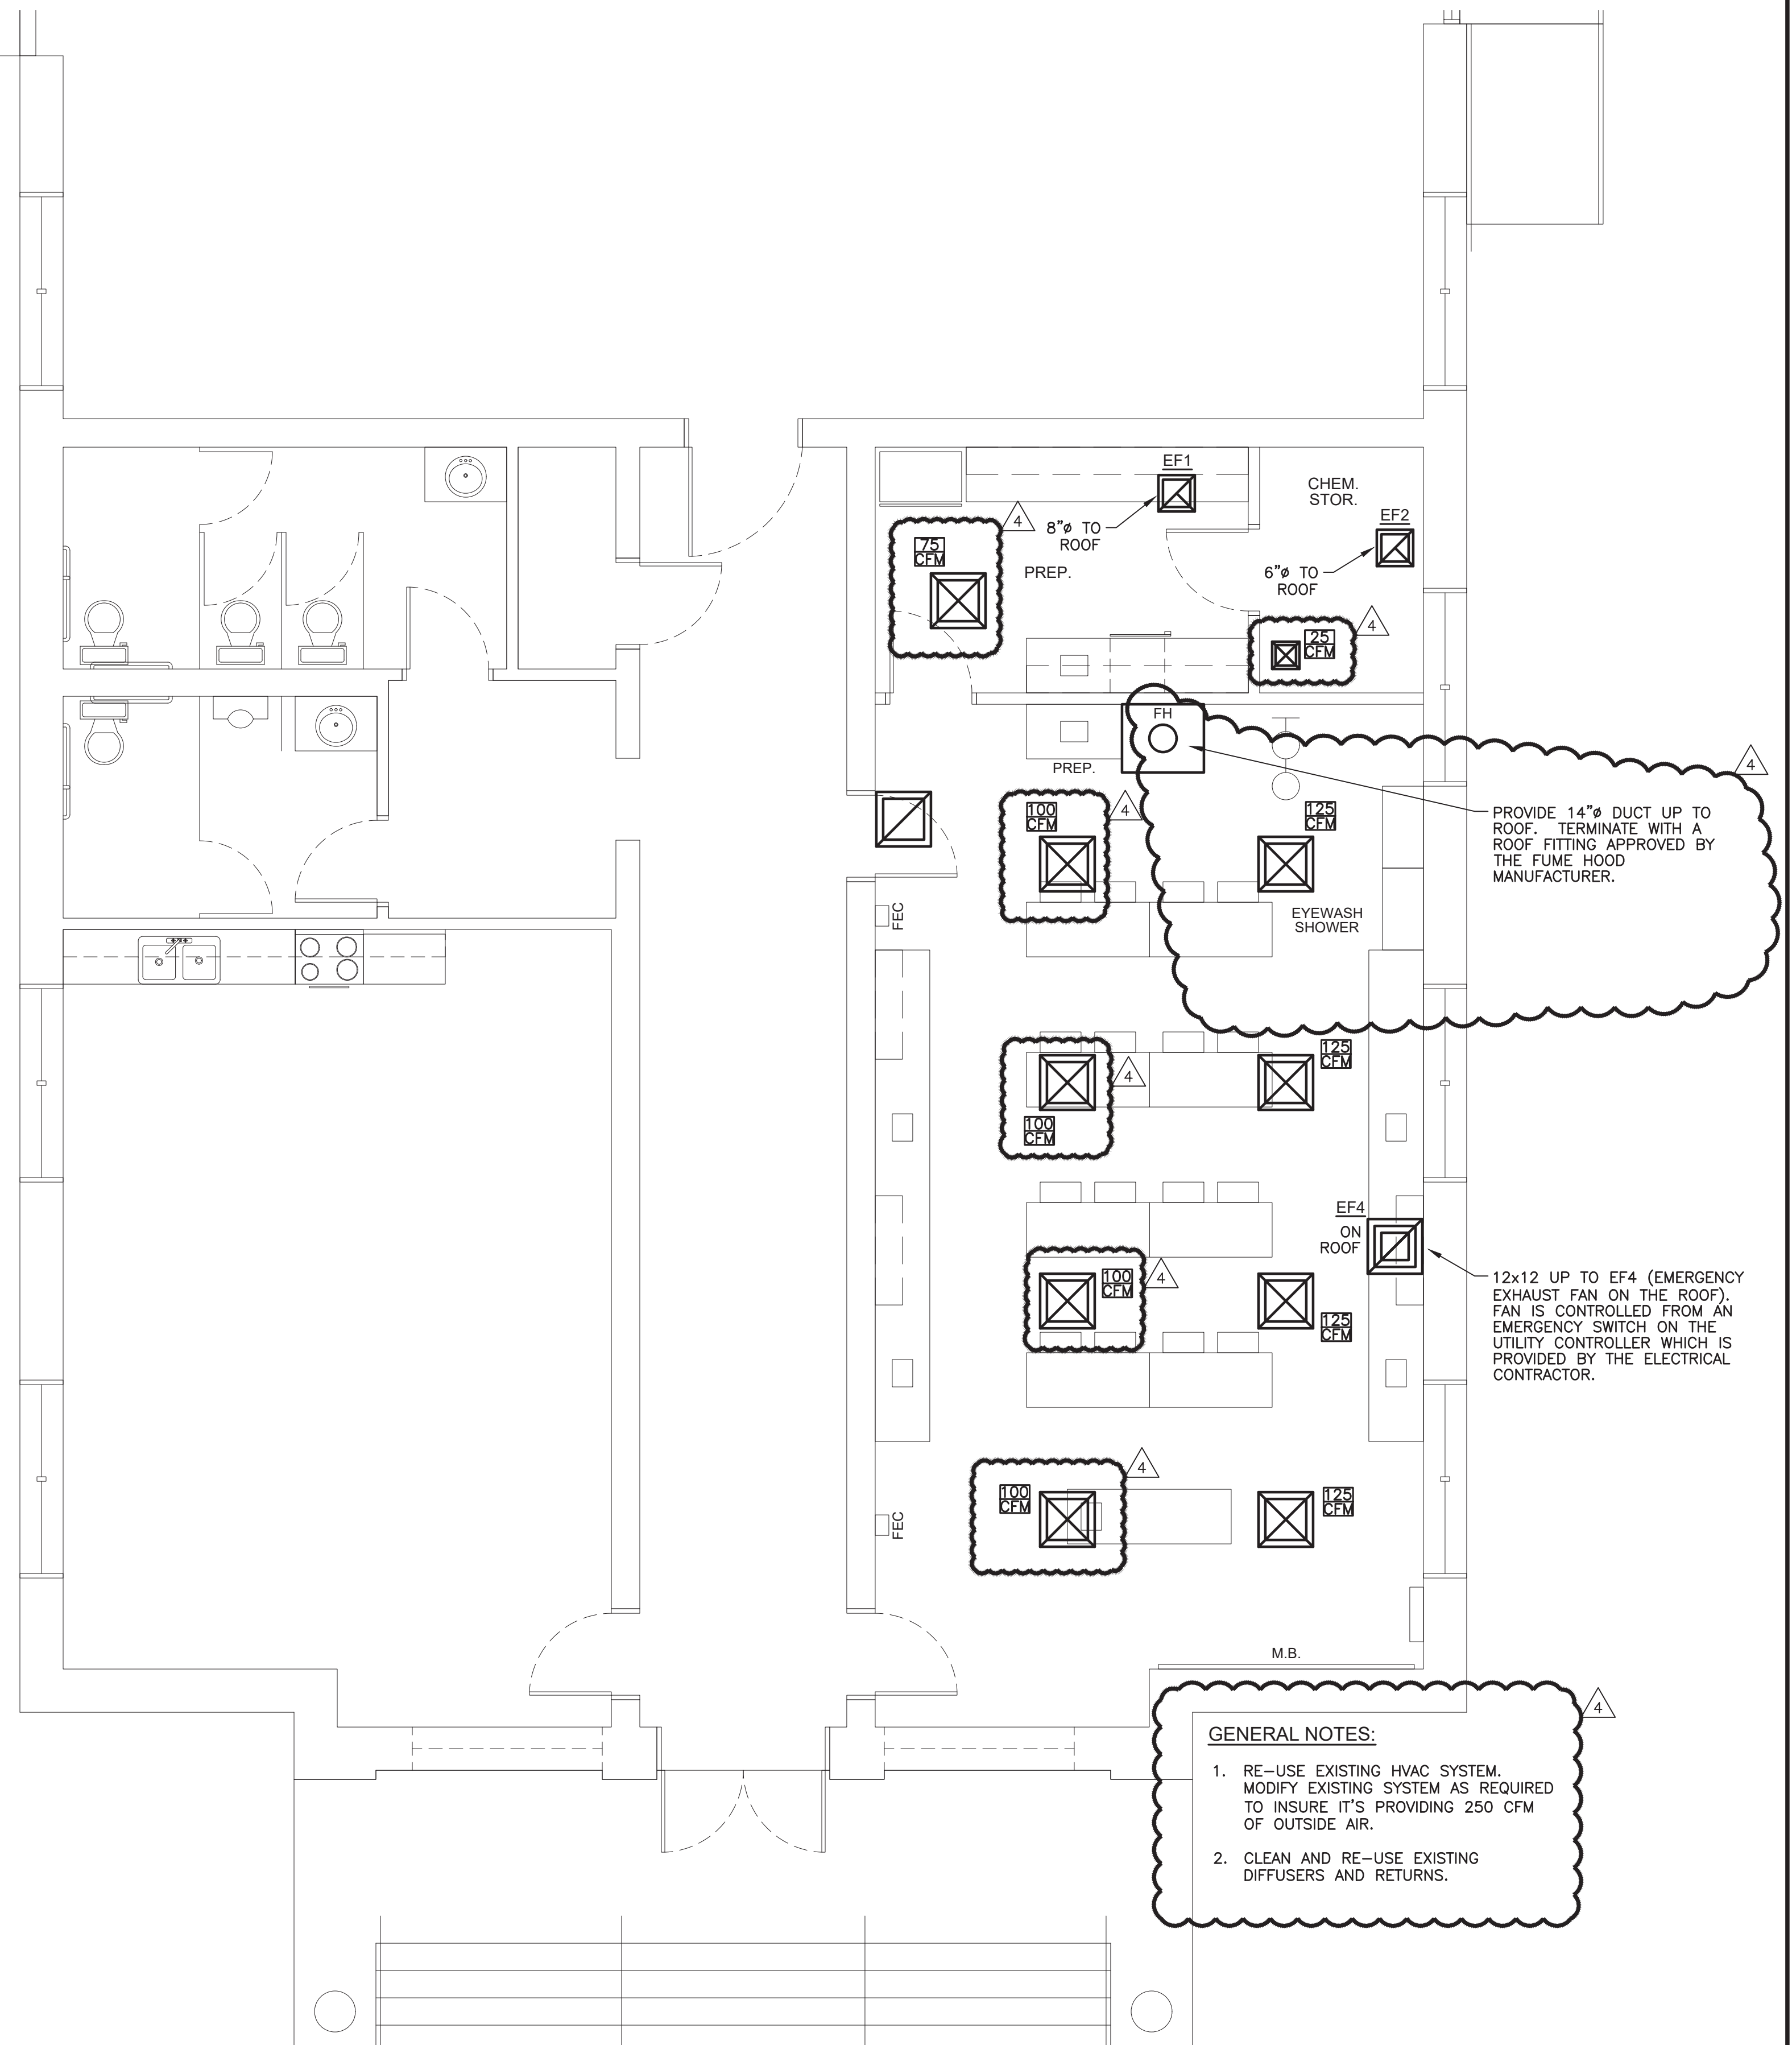 EF1
CHEM.
STOR.
4
8"ø TO
ROOF
EF2
75
CFM
PREP.
6"ø TO
ROOF
4
25
CFM
FH
PREP.
4
4
100
CFM
125
CFM
PROVIDE 14"ø DUCT UP TO
ROOF. TERMINATE WITH A
ROOF FITTING APPROVED BY
THE FUME HOOD
MANUFACTURER.
FEC
EYEWASH
SHOWER
125
CFM
4
100
CFM
EF4
ON
ROOF
4
100
CFM
12x12 UP TO EF4 (EMERGENCY
EXHAUST FAN ON THE ROOF).
FAN IS CONTROLLED FROM AN
EMERGENCY SWITCH ON THE
UTILITY CONTROLLER WHICH IS
PROVIDED BY THE ELECTRICAL
CONTRACTOR.
125
CFM
4
100
CFM
125
CFM
FEC
M.B.
4
GENERAL NOTES:
1. RE-USE EXISTING HVAC SYSTEM.
MODIFY EXISTING SYSTEM AS REQUIRED
TO INSURE IT'S PROVIDING 250 CFM
OF OUTSIDE AIR.
2. CLEAN AND RE-USE EXISTING
DIFFUSERS AND RETURNS.